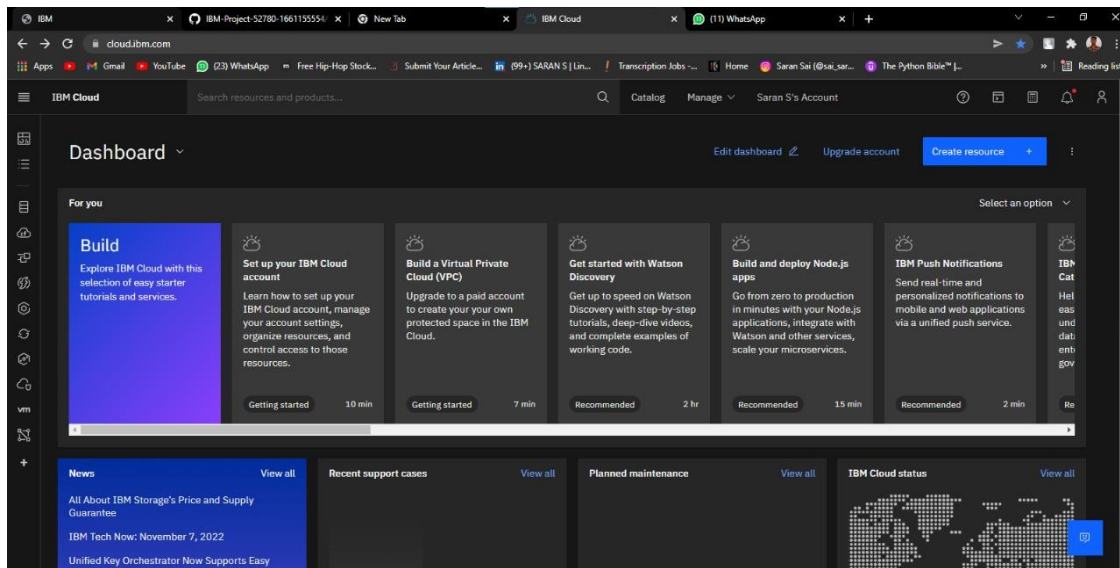 IBM
IBM-Project-52780-1661155554/
New Tab
IBM Cloud
(11) WhatsApp
cloud.ibm.com
Apps
Gmail
YouTube
(23) WhatsApp
Free Hip-Hop Stock...
Submit Your Article...
(99+) SARAN S | Lin...
Transcription Jobs -...
Home
Saran Sai (@sai_sar...
The Python Bible™ |...
»
Reading list
IBM Cloud
Search resources and products...
Catalog
Manage
Saran S's Account
Dashboard
Edit dashboard
Upgrade account
Create resource +
For you
Select an option
Build
Explore IBM Cloud with this
selection of easy starter
tutorials and services.
Set up your IBM Cloud
account
Learn how to set up your
IBM Cloud account, manage
your account settings,
organize resources, and
control access to those
resources.
Getting started
10 min
Build a Virtual Private
Cloud (VPC)
Upgrade to a paid account
to create your your own
protected space in the IBM
Cloud.
Getting started
7 min
Get started with Watson
Discovery
Get up to speed on Watson
Discovery with step-by-step
tutorials, deep-dive videos,
and complete examples of
working code.
Recommended
2 hr
Build and deploy Node.js
apps
Go from zero to production
in minutes with your Node.js
applications, integrate with
Watson and other services,
scale your microservices.
Recommended
15 min
IBM Push Notifications
Send real-time and
personalized notifications to
mobile and web applications
via a unified push service.
Recommended
2 min
IBM
Cat
Hel
eas
und
dat
ent
gov
Re
vm
News
View all
All About IBM Storage's Price and Supply
Guarantee
IBM Tech Now: November 7, 2022
Unified Key Orchestrator Now Supports Easy
Recent support cases
View all
Planned maintenance
View all
IBM Cloud status
View all